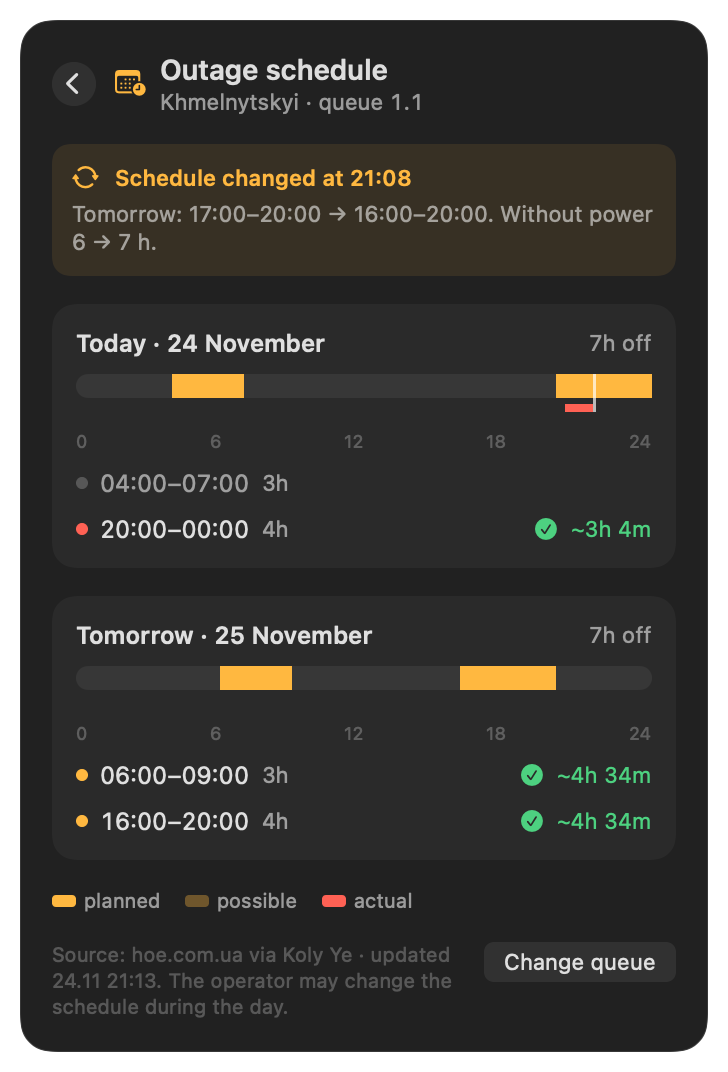 Outage schedule
Khmelnytskyi · queue 1.1
Schedule changed at 21:08
Tomorrow: 17:00–20:00 → 16:00–20:00. Without power
6 → 7 h.
Today · 24 November 7h off
0 6 12 18 24
04:00–07:00 3h
20:00–00:00 4h ~3h 4m
Tomorrow · 25 November 7h off
0 6 12 18 24
06:00–09:00 3h ~4h 34m
16:00–20:00 4h ~4h 34m
planned possible actual
Source: hoe.com.ua via Koly Ye · updated
24.11 21:13. The operator may change the
schedule during the day.
Change queue